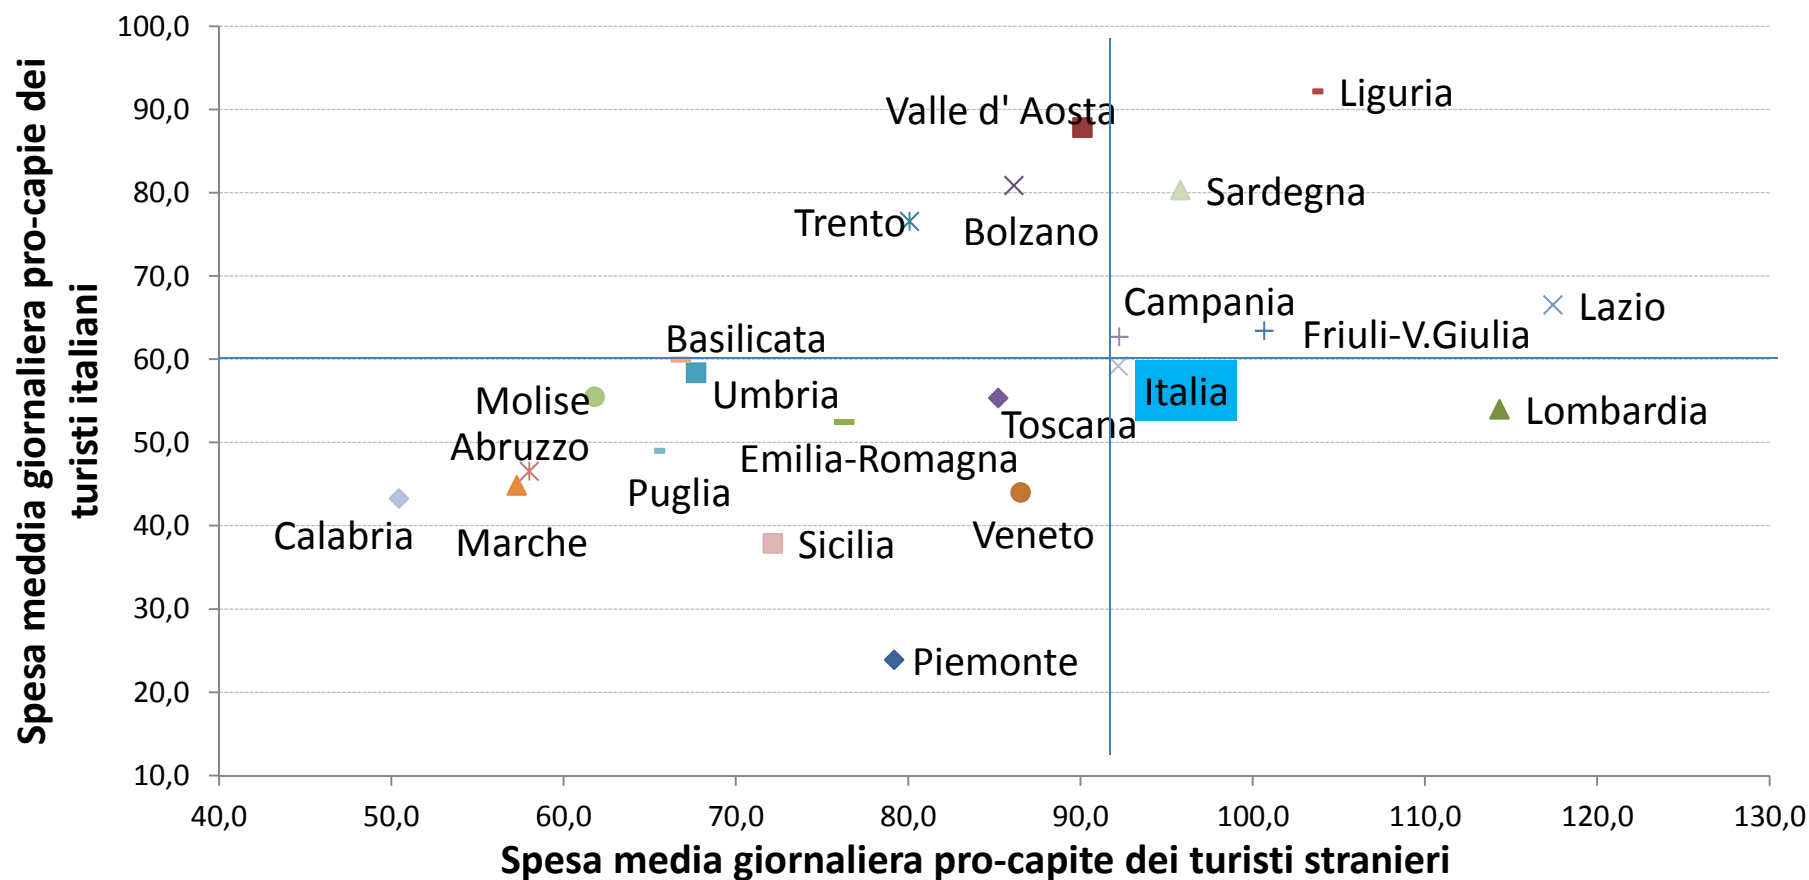 Spesa meddia giornaliera pro-capie dei
turisti italiani
100,0
90,0
80,0
70,0
60,0
50,0
40,0
30,0
20,0
10,0
Liguria
Valle d' Aosta
Sardegna
Trento
Bolzano
Campania
Lazio
Friuli-V.Giulia
Basilicata
Italia
Umbria
Molise
Lombardia
Toscana
Abruzzo
Emilia-Romagna
Puglia
Calabria
Marche
Sicilia
Veneto
Piemonte
40,0 50,0 60,0 70,0 80,0 90,0 100,0 110,0 120,0 130,0
Spesa media giornaliera pro-capite dei turisti stranieri